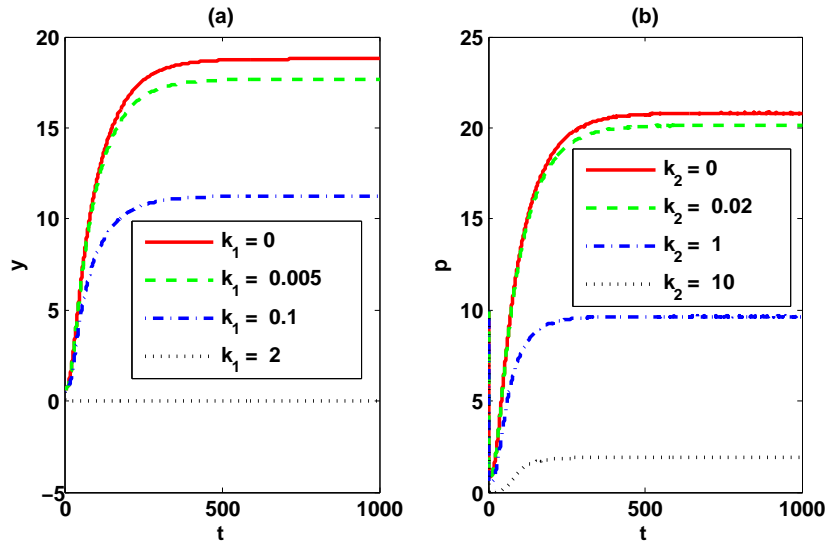 (a)
20
15
10
5
0
−5
0
500
1000
y
t
k1 = 0
k1 = 0.005
k1 = 0.1
k1 = 2
(b)
25
20
15
10
5
0
0
500
1000
p
t
k2 = 0
k2 = 0.02
k2 = 1
k2 = 10